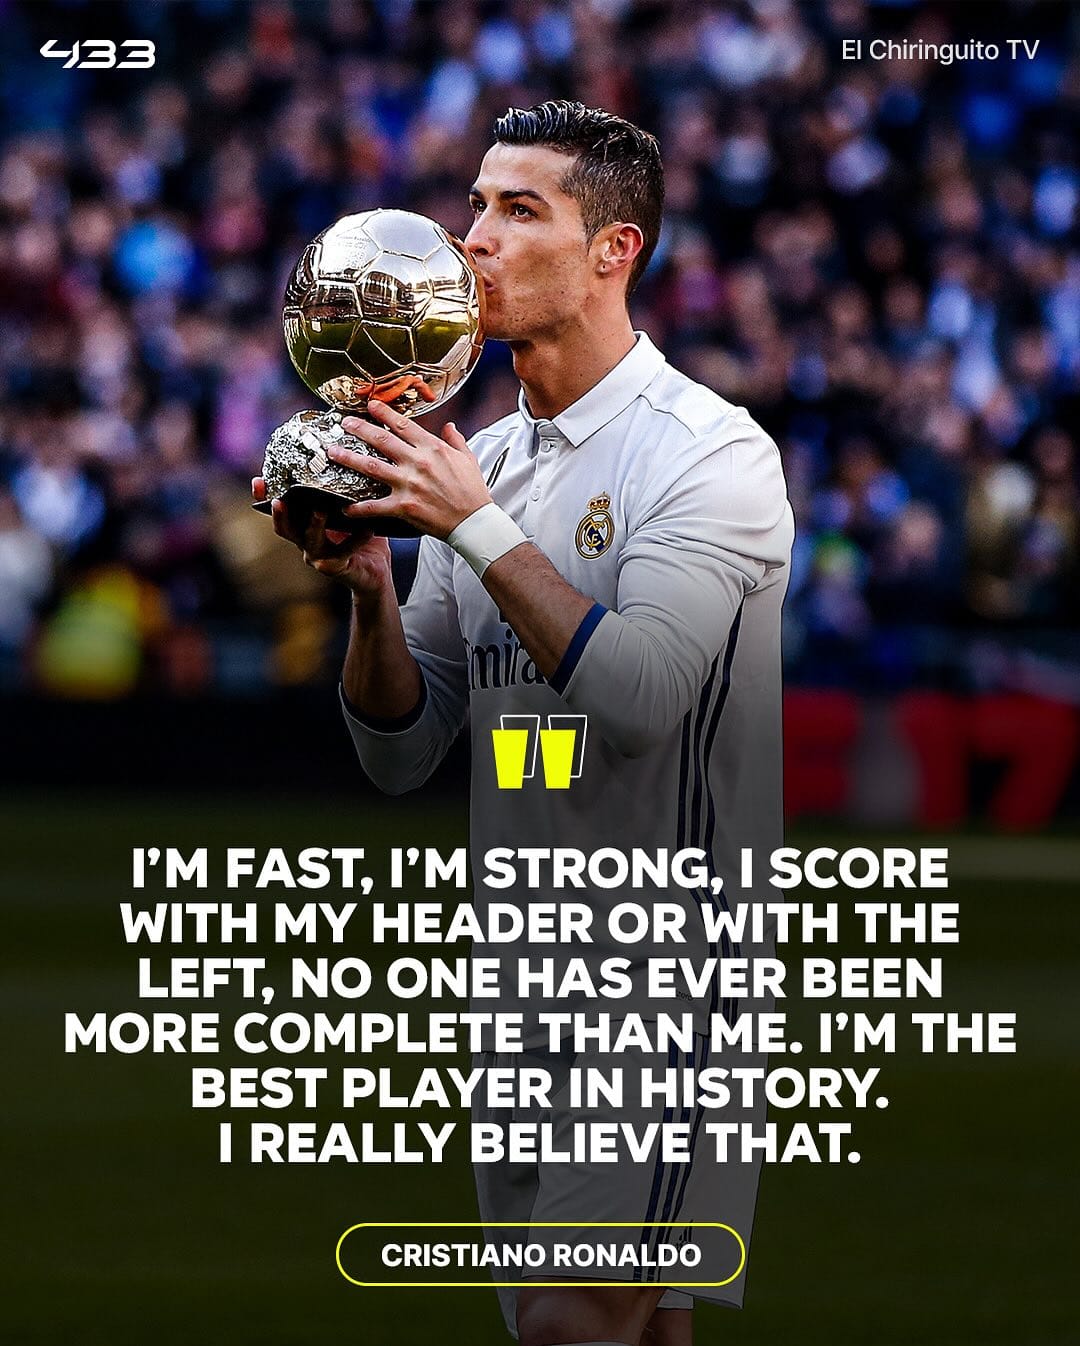 433
El Chiringuito TV
Emira
I'M FAST, I'M STRONG, I SCORE
WITH MY HEADER OR WITH THE
LEFT, NO ONE HAS EVER BEEN
MORE COMPLETE THAN ME. I'M THE
BEST PLAYER IN HISTORY.
I REALLY BELIEVE THAT.
CRISTIANO RONALDO